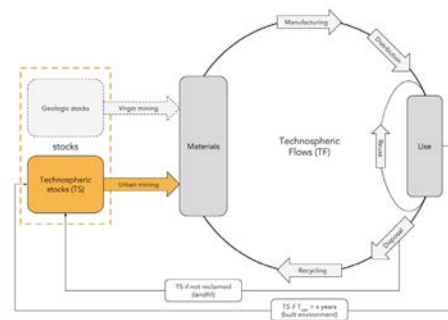 Manufacturing
Distribution
Geologic stocks
Virgin mining
stocks
Materials
Technospheric
Flows (TF)
Reuse
Use
Technospheric
stocks (TS)
Urban mining
Disposal
Recycling
TS if not reclaimed
(landfill)
years
(built environment)